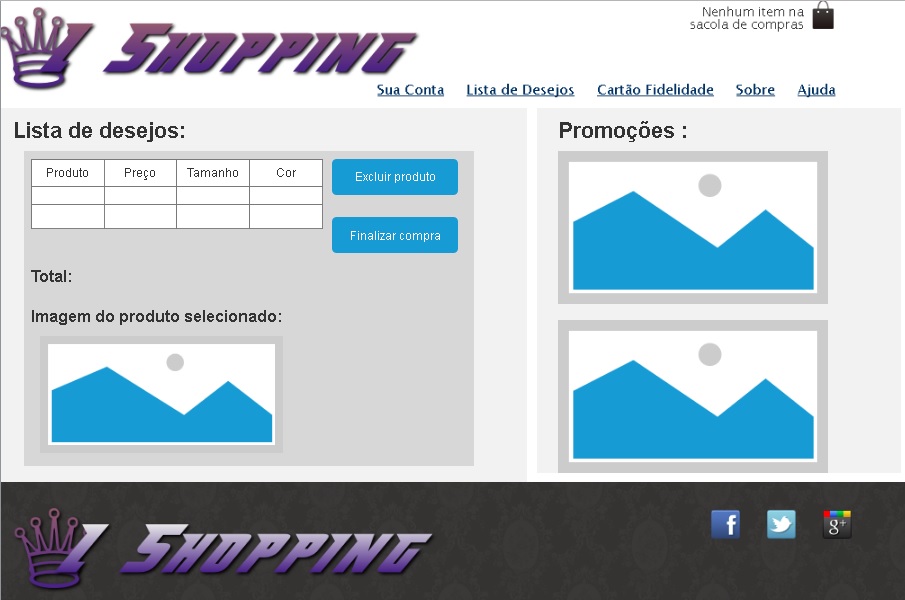 I Shopping
Nenhum item na
sacola de compras
Sua Conta Lista de Desejos Cartão Fidelidade Sobre Ajuda
Lista de desejos:
Produto Preço Tamanho Cor
Excluir produto
Finalizar compra
Total:
Imagem do produto selecionado:
Promoções :
I Shopping
f
g+